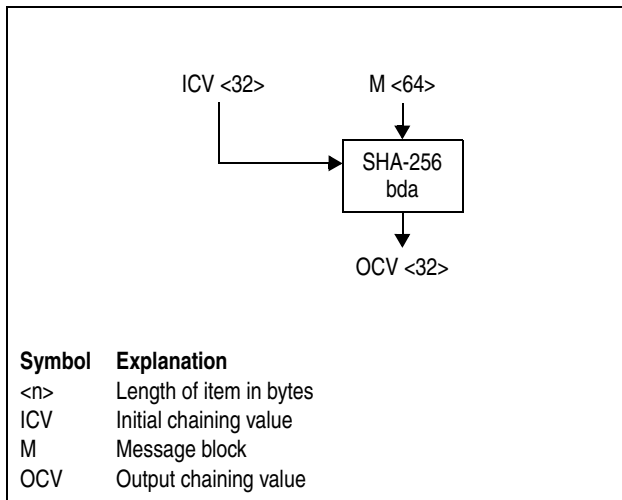 ICV <32> M <64>
SHA-256
bda
OCV <32>
Symbol Explanation
<n> Length of item in bytes
ICV Initial chaining value
M Message block
OCV Output chaining value